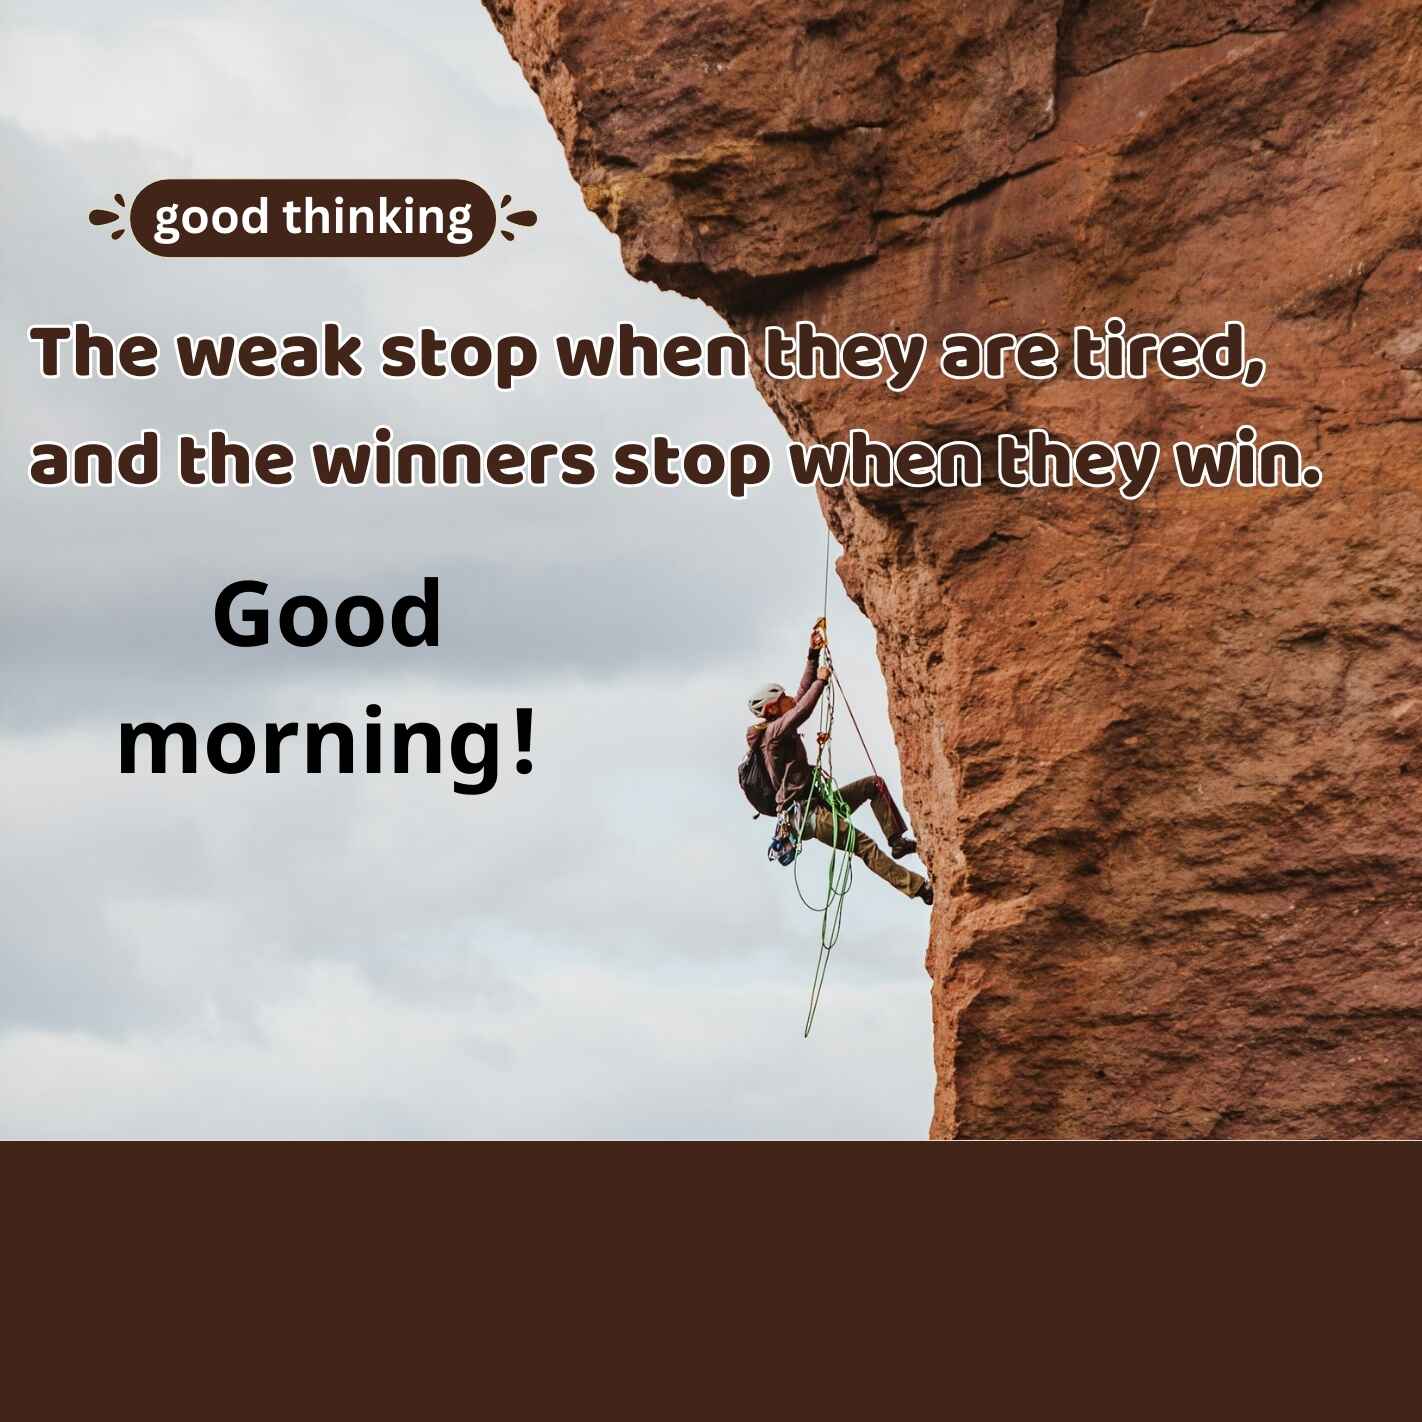 good thinking
The weak stop when they are tired,
and the winners stop when they win.
Good
morning!